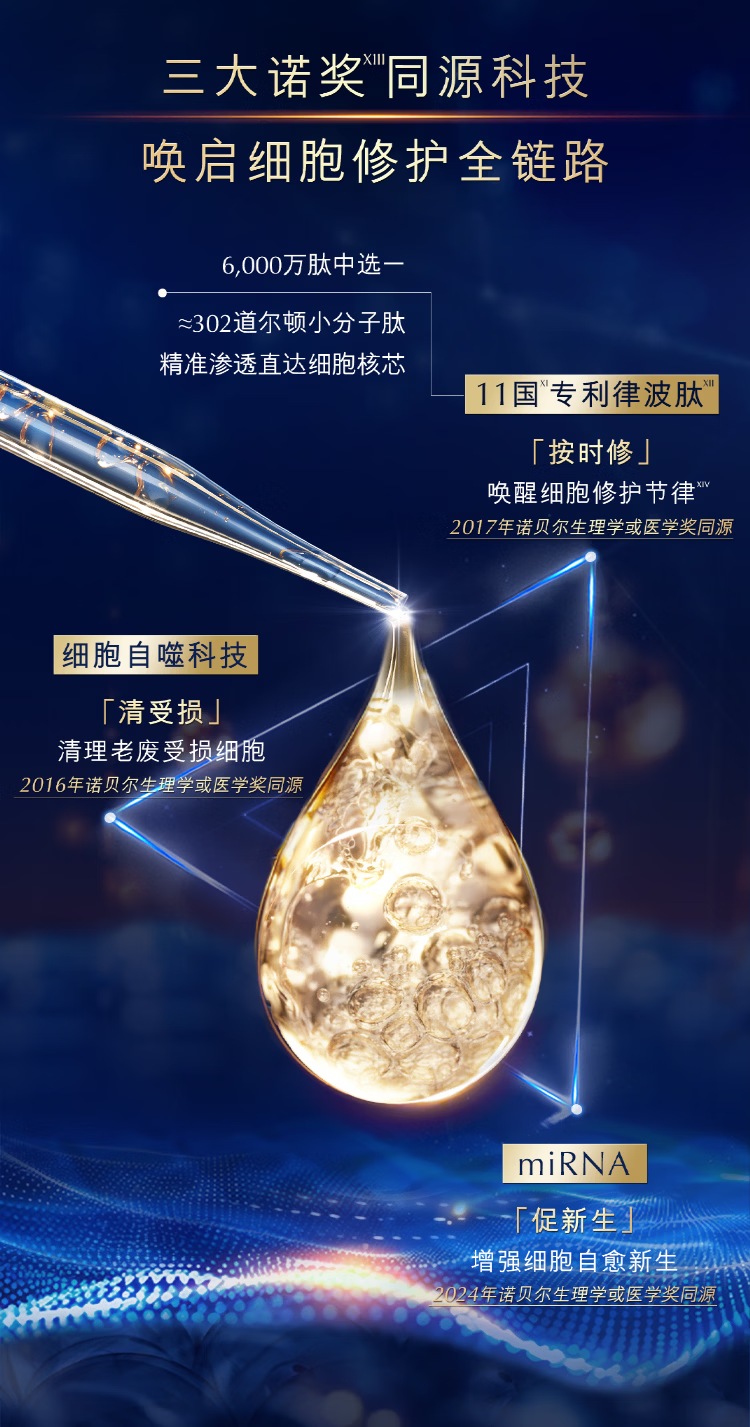 三大诺奖XIII同源科技
唤启细胞修护全链路
6,000万肽中选一
≈302道尔顿小分子肽
精准渗透直达细胞核芯
11国XI专利律波肽XII
「按时修」
唤醒细胞修护节律XIV
2017年诺贝尔生理学或医学奖同源
细胞自噬科技
「清受损」
清理老废受损细胞
2016年诺贝尔生理学或医学奖同源
miRNA
「促新生」
增强细胞自愈新生
2024年诺贝尔生理学或医学奖同源